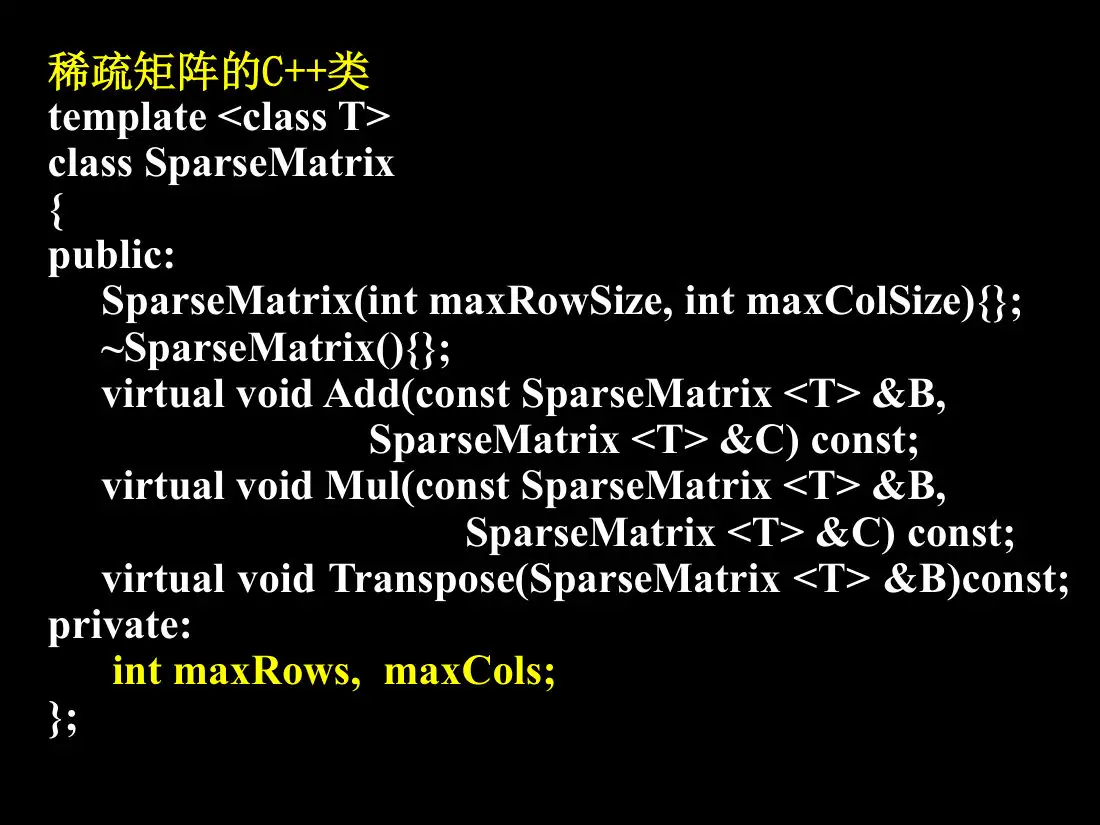 稀疏矩阵的C++类
template <class T>
class SparseMatrix
{
public:
SparseMatrix(int maxRowSize, int maxColSize){};
~SparseMatrix(){};
virtual void Add(const SparseMatrix <T> &B,
SparseMatrix <T> &C) const;
virtual void Mul(const SparseMatrix <T> &B,
SparseMatrix <T> &C) const;
virtual void Transpose(SparseMatrix <T> &B)const;
private:
int maxRows, maxCols;
};